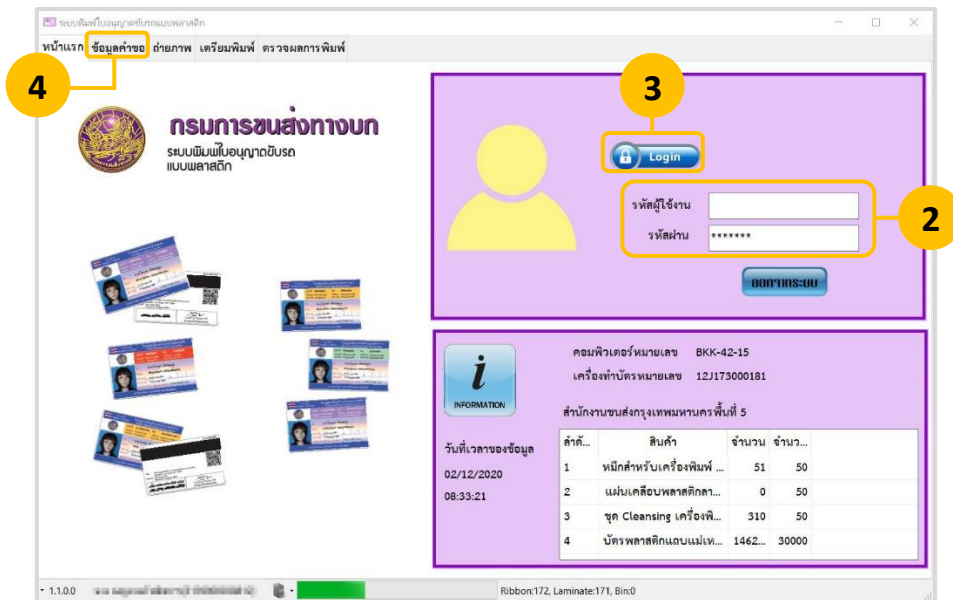 ระบบพิมพ์ใบอนุญาตขับรถแบบพลาสติก
หน้าแรก ข้อมูลคำขอ ถ่ายภาพ เตรียมพิมพ์ ตรวจผลการพิมพ์
4
3
2
กรมการขนส่งทางบก
ระบบพิมพ์ใบอนุญาตขับรถ
แบบพลาสติก
Login
รหัสผู้ใช้งาน
รหัสผ่าน *******
ออกจากระบบ
i
INFORMATION
คอมพิวเตอร์หมายเลข BKK-42-15
เครื่องทำบัตรหมายเลข 12J173000181
สำนักงานขนส่งกรุงเทพมหานครพื้นที่ 5
วันที่เวลาของข้อมูล
02/12/2020
08:33:21
ลำดั... สินค้า จำนวน จำนว...
1 หมึกสำหรับเครื่องพิมพ์ ... 51 50
2 แผ่นเคลือบพลาสติกลา... 0 50
3 ชุด Cleansing เครื่องพิ... 310 50
4 บัตรพลาสติกแถบแม่เห... 1462... 30000
1.1.0.0
Ribbon:172, Laminate:171, Bin:0